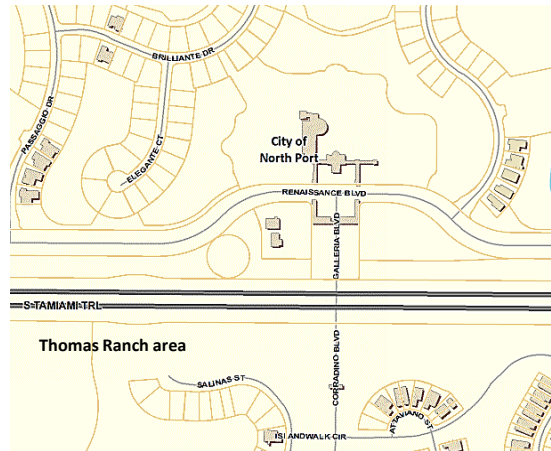 BRILLIANTE DR
PASSAGGIO DR
ELEGANTE CT
City of
North Port
RENAISSANCE BLVD
GALLERIA BLVD
S TAMIAMI TRL
Thomas Ranch area
CORRADINO BLVD
SALINAS ST
ATTAVIANO ST
ISLANDWALK CIR